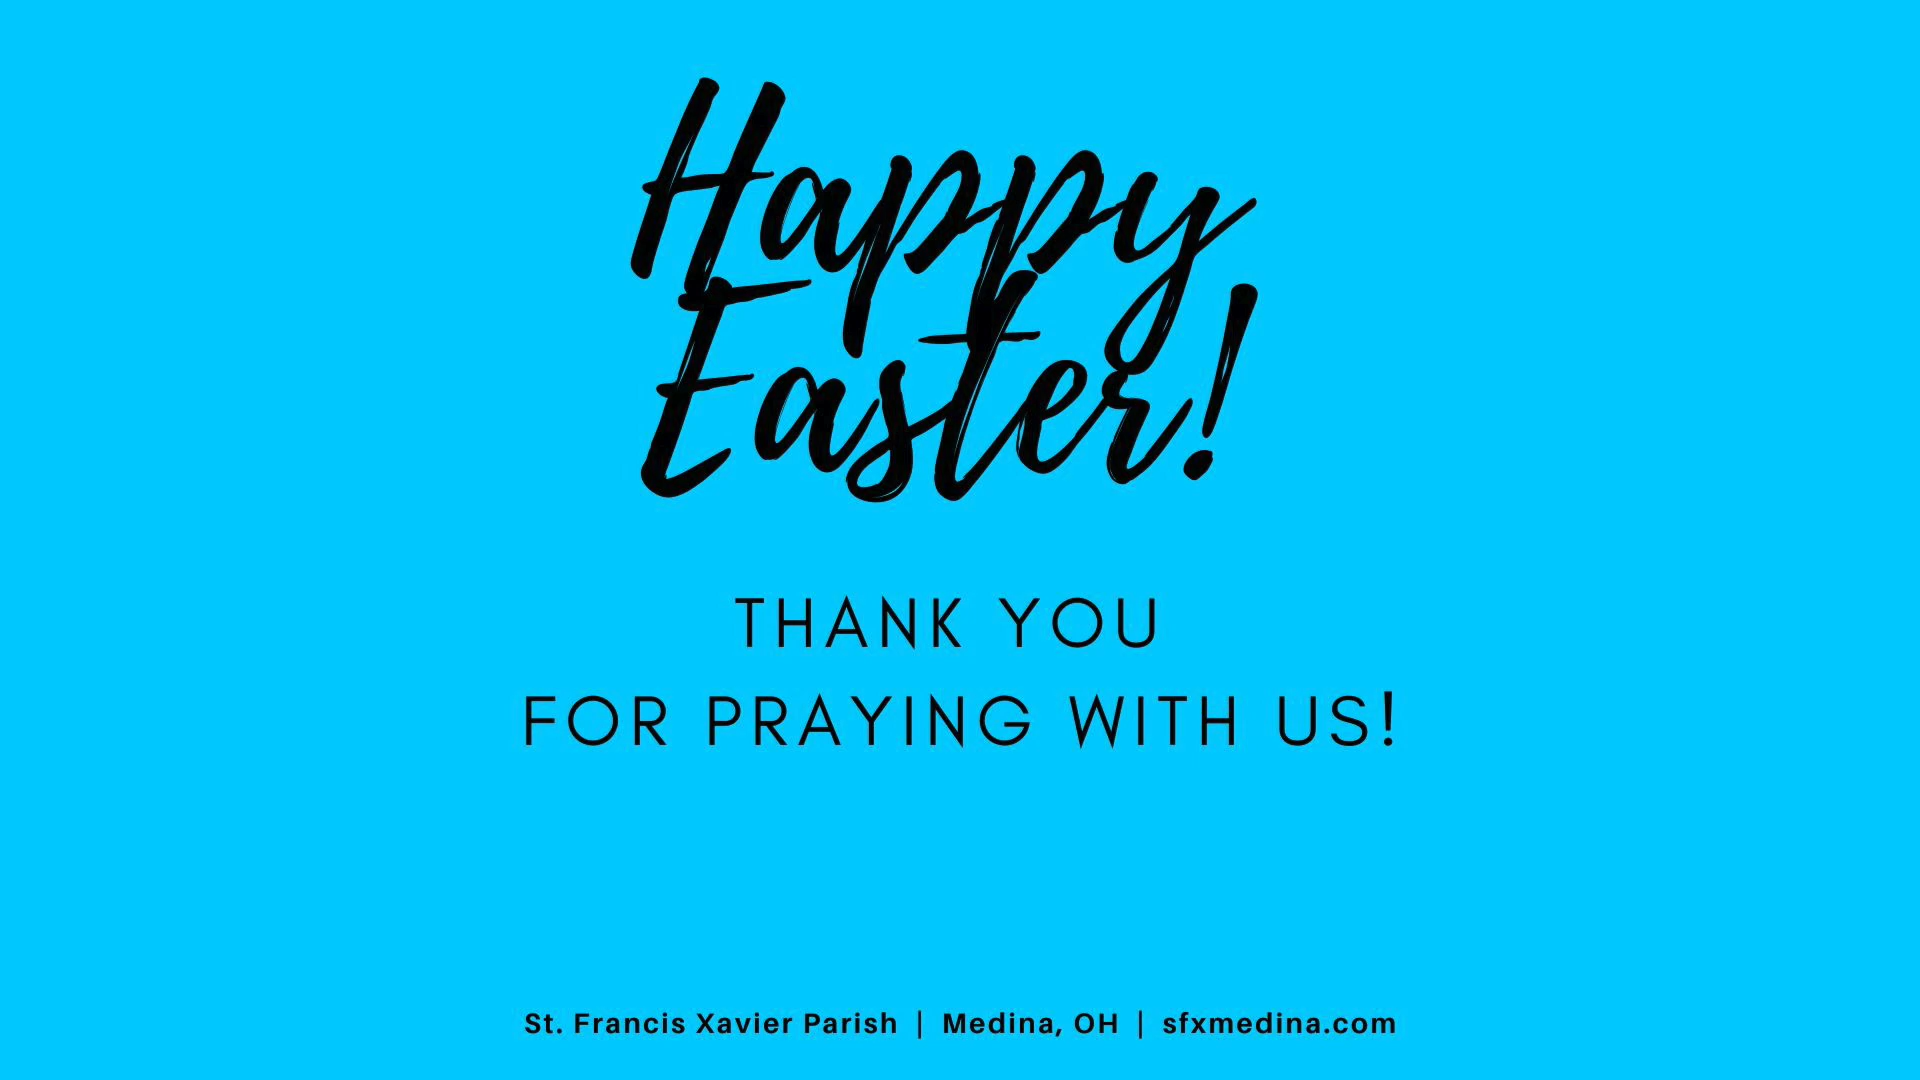 Happy
Easter!
THANK YOU
FOR PRAYING WITH US!
St. Francis Xavier Parish | Medina, OH | sfxmedina.com